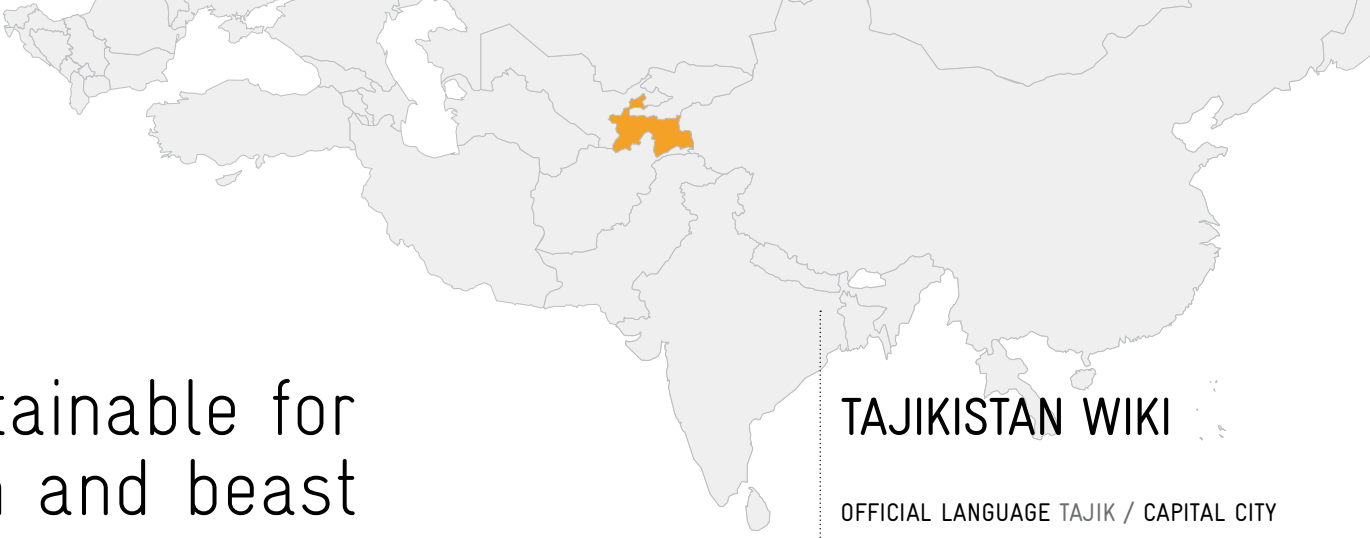 tainable for
and beast
TAJIKISTAN WIKI
OFFICIAL LANGUAGE TAJIK / CAPITAL CITY